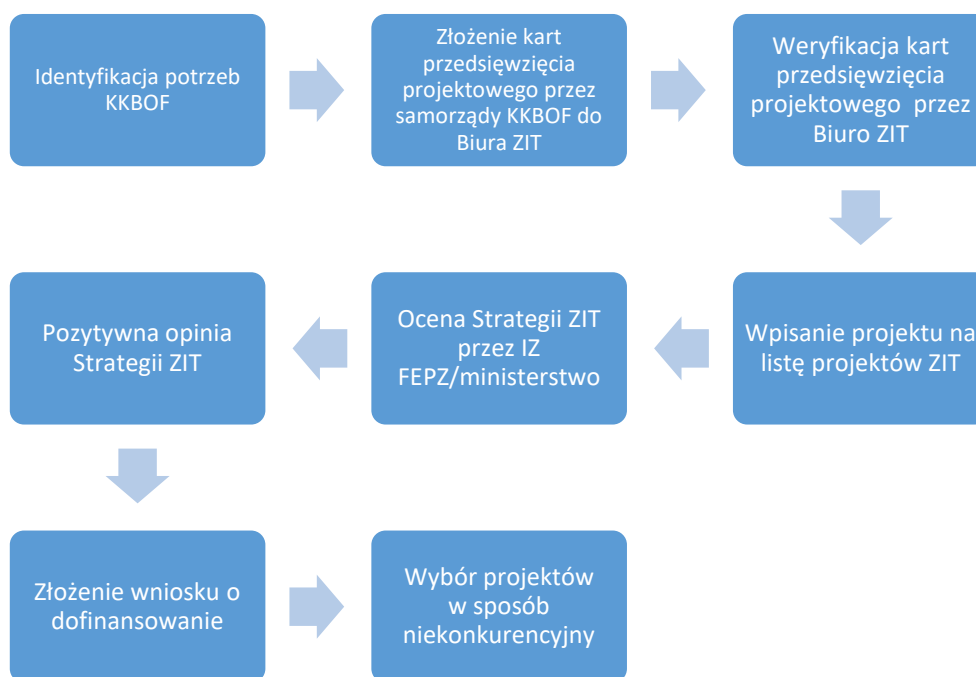 Identyfikacja potrzeb
KKBOF
Złożenie kart
przedsięwzięcia
projektowego przez
samorządy KKBOF do
Biura ZIT
Weryfikacja kart
przedsięwzięcia
projektowego przez
Biuro ZIT
Wpisanie projektu na
listę projektów ZIT
Ocena Strategii ZIT
przez IZ
FEPZ/ministerstwo
Pozytywna opinia
Strategii ZIT
Złożenie wniosku o
dofinansowanie
Wybór projektów
w sposób
niekonkurencyjny